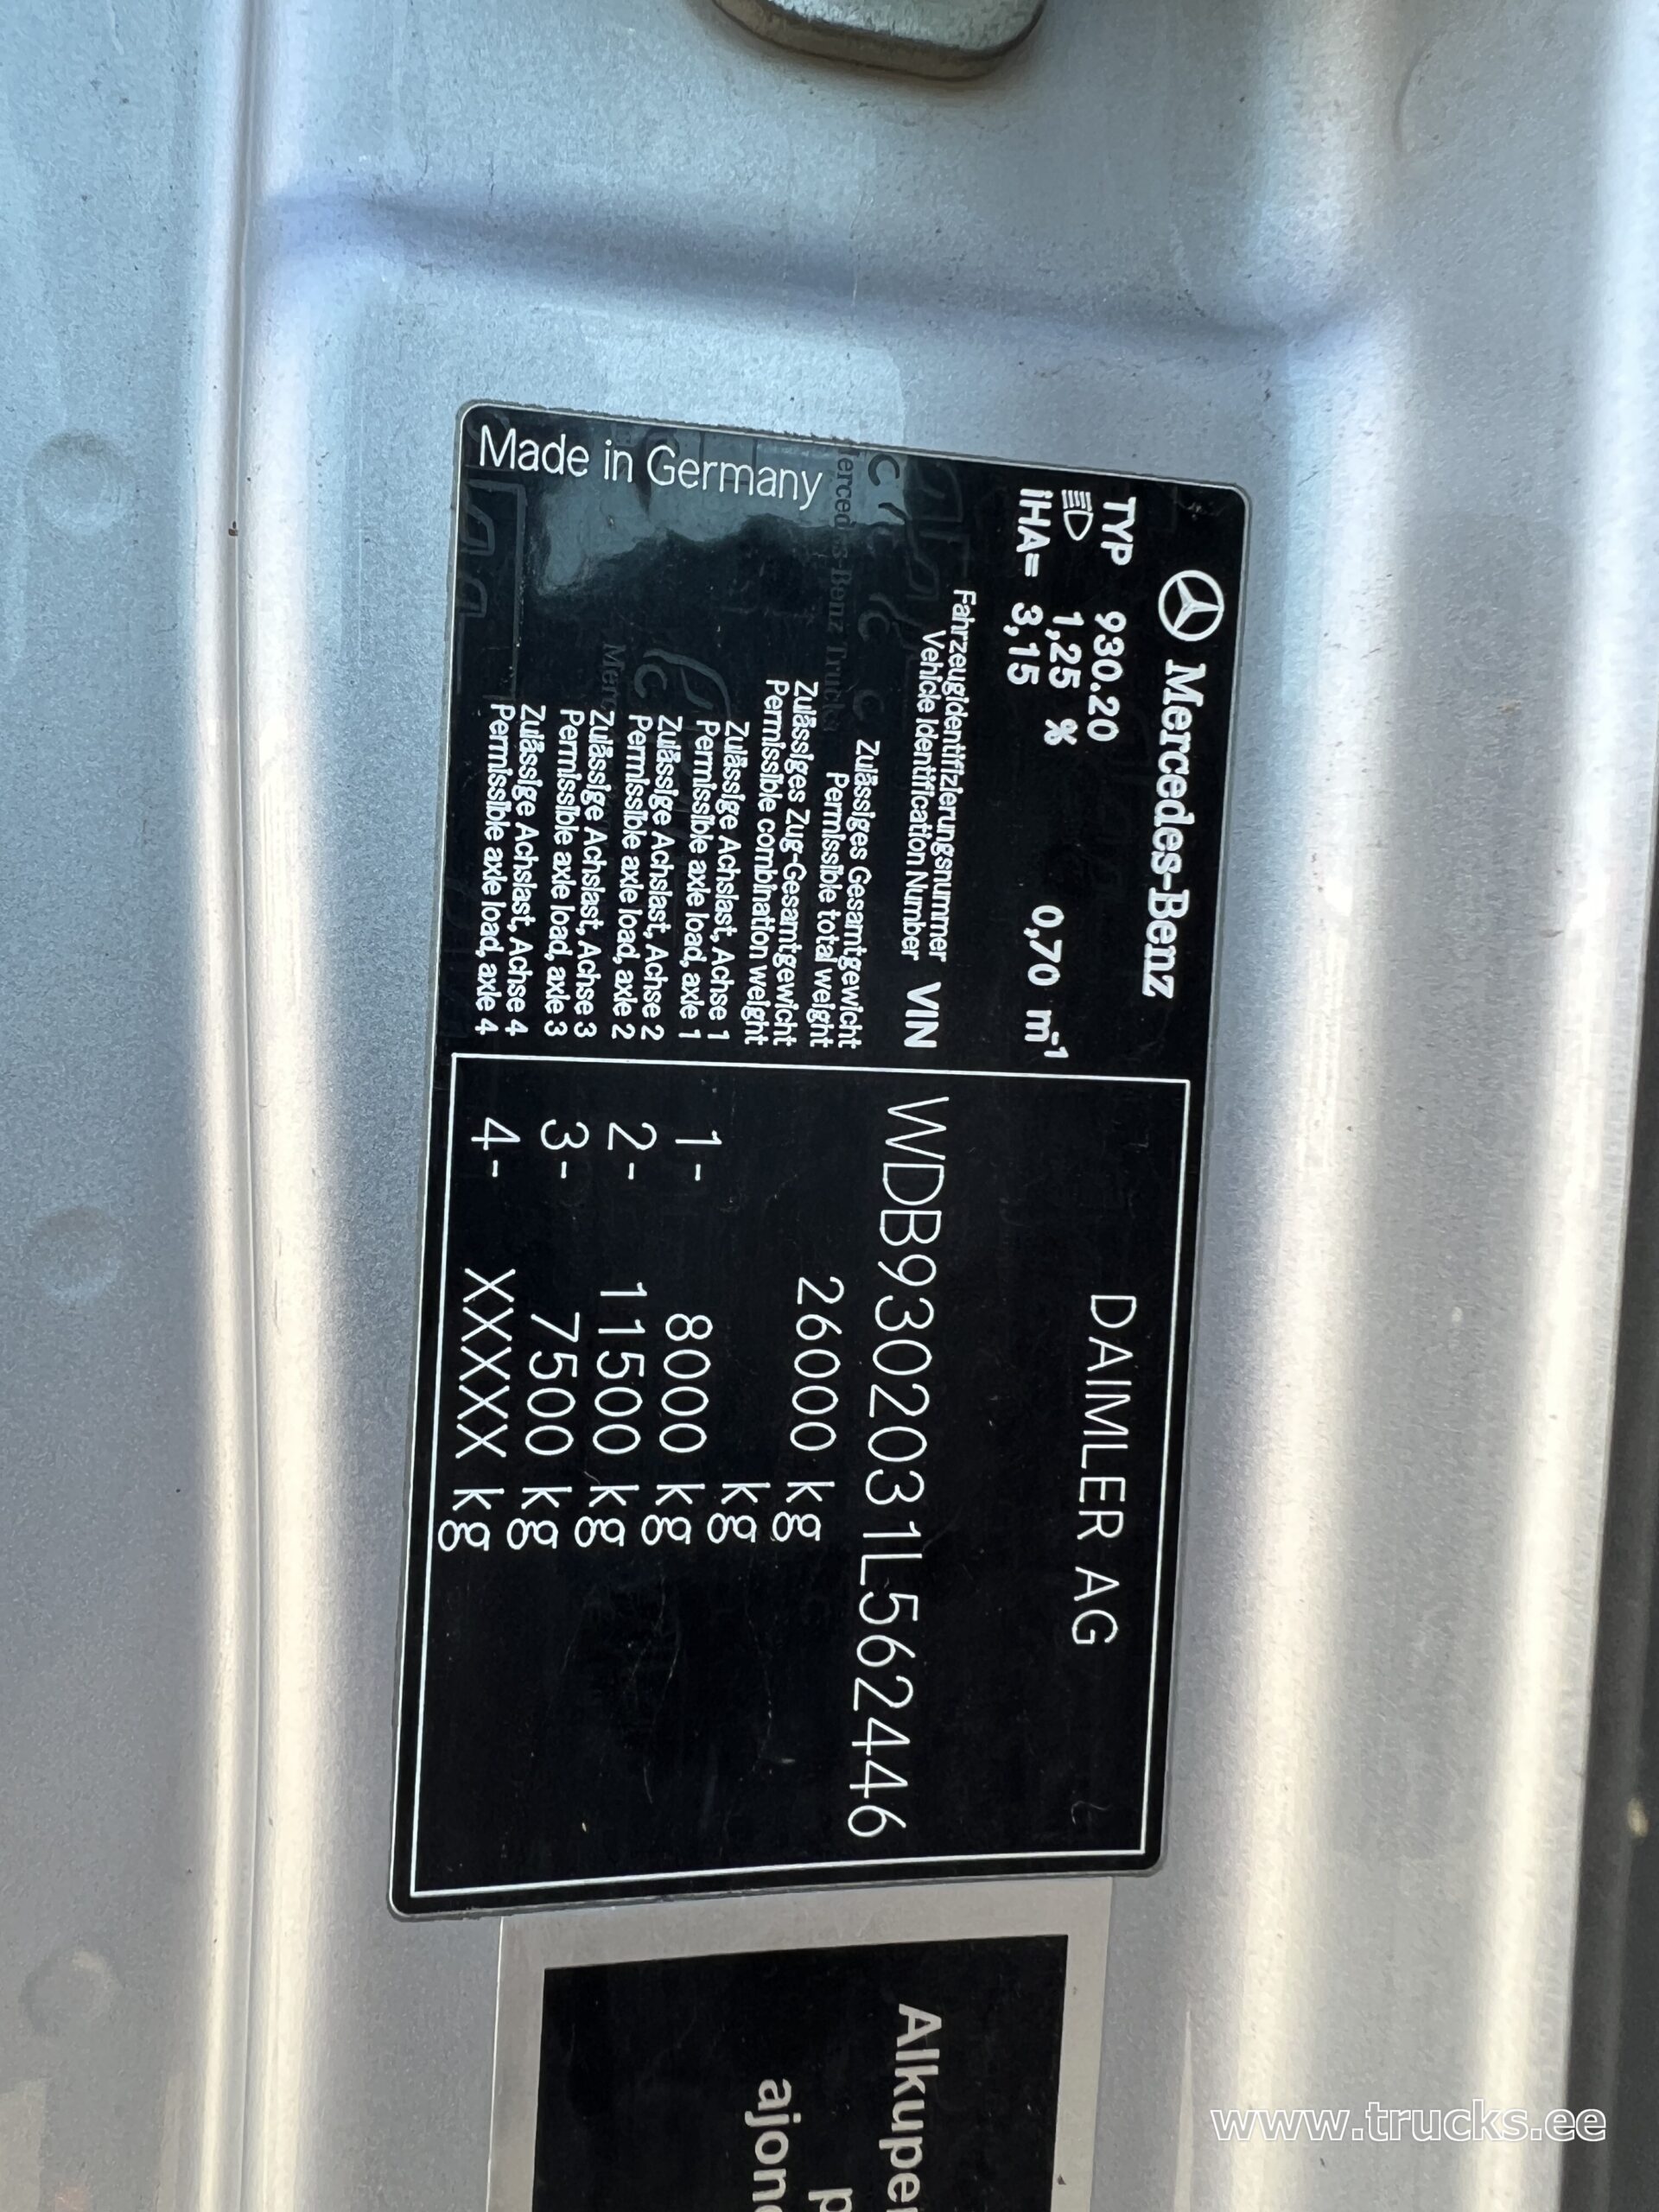 Mercedes-Benz
TYP 930.20
1,25 % 0,70 m-1
iHA= 3,15
DAIMLER AG
Fahrzeugidentifizierungsnummer
Vehicle Identification Number VIN WDB9302031L562446
Zulässiges Gesamtgewicht
Permissible total weight 26000 kg
Zulässiges Zug-Gesamtgewicht
Permissible combination weight kg
Zulässige Achslast, Achse 1
Permissible axle load, axle 1 1- 8000 kg
Zulässige Achslast, Achse 2
Permissible axle load, axle 2 2- 11500 kg
Zulässige Achslast, Achse 3
Permissible axle load, axle 3 3- 7500 kg
Zulässige Achslast, Achse 4
Permissible axle load, axle 4 4- XXXXX kg
Made in Germany
www.trucks.ee